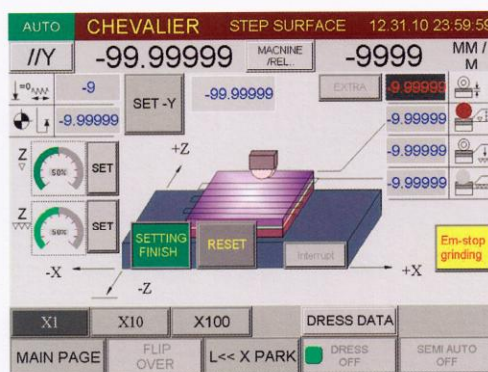 AUTO CHEVALIER STEP SURFACE 12.31.10 23:59:59
//Y -99.99999 MACNINE /REL.. -9999 MM / M
=0 -9 SET -Y -99.99999 EXTRA -9.99999
-9.99999 -9.99999
Z 50% SET +Z -9.99999
-9.99999
Z 50% SET SETTING FINISH RESET Interrupt Em-stop grinding
-X +X
-Z
X1 X10 X100 DRESS DATA
MAIN PAGE FLIP OVER L<< X PARK DRESS OFF SEMI AUTO OFF